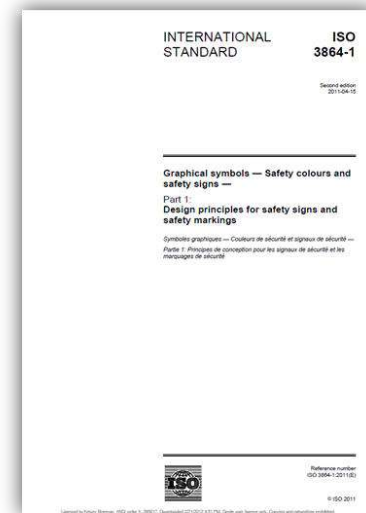 INTERNATIONAL
STANDARD
ISO
3864-1
Second edition
2011-04-15
Graphical symbols — Safety colours and
safety signs —
Part 1:
Design principles for safety signs and
safety markings
Symboles graphiques — Couleurs de sécurité et signaux de sécurité —
Partie 1: Principes de conception pour les signaux de sécurité et les
marquages de sécurité
ISO
Reference number
ISO 3864-1:2011(E)
© ISO 2011